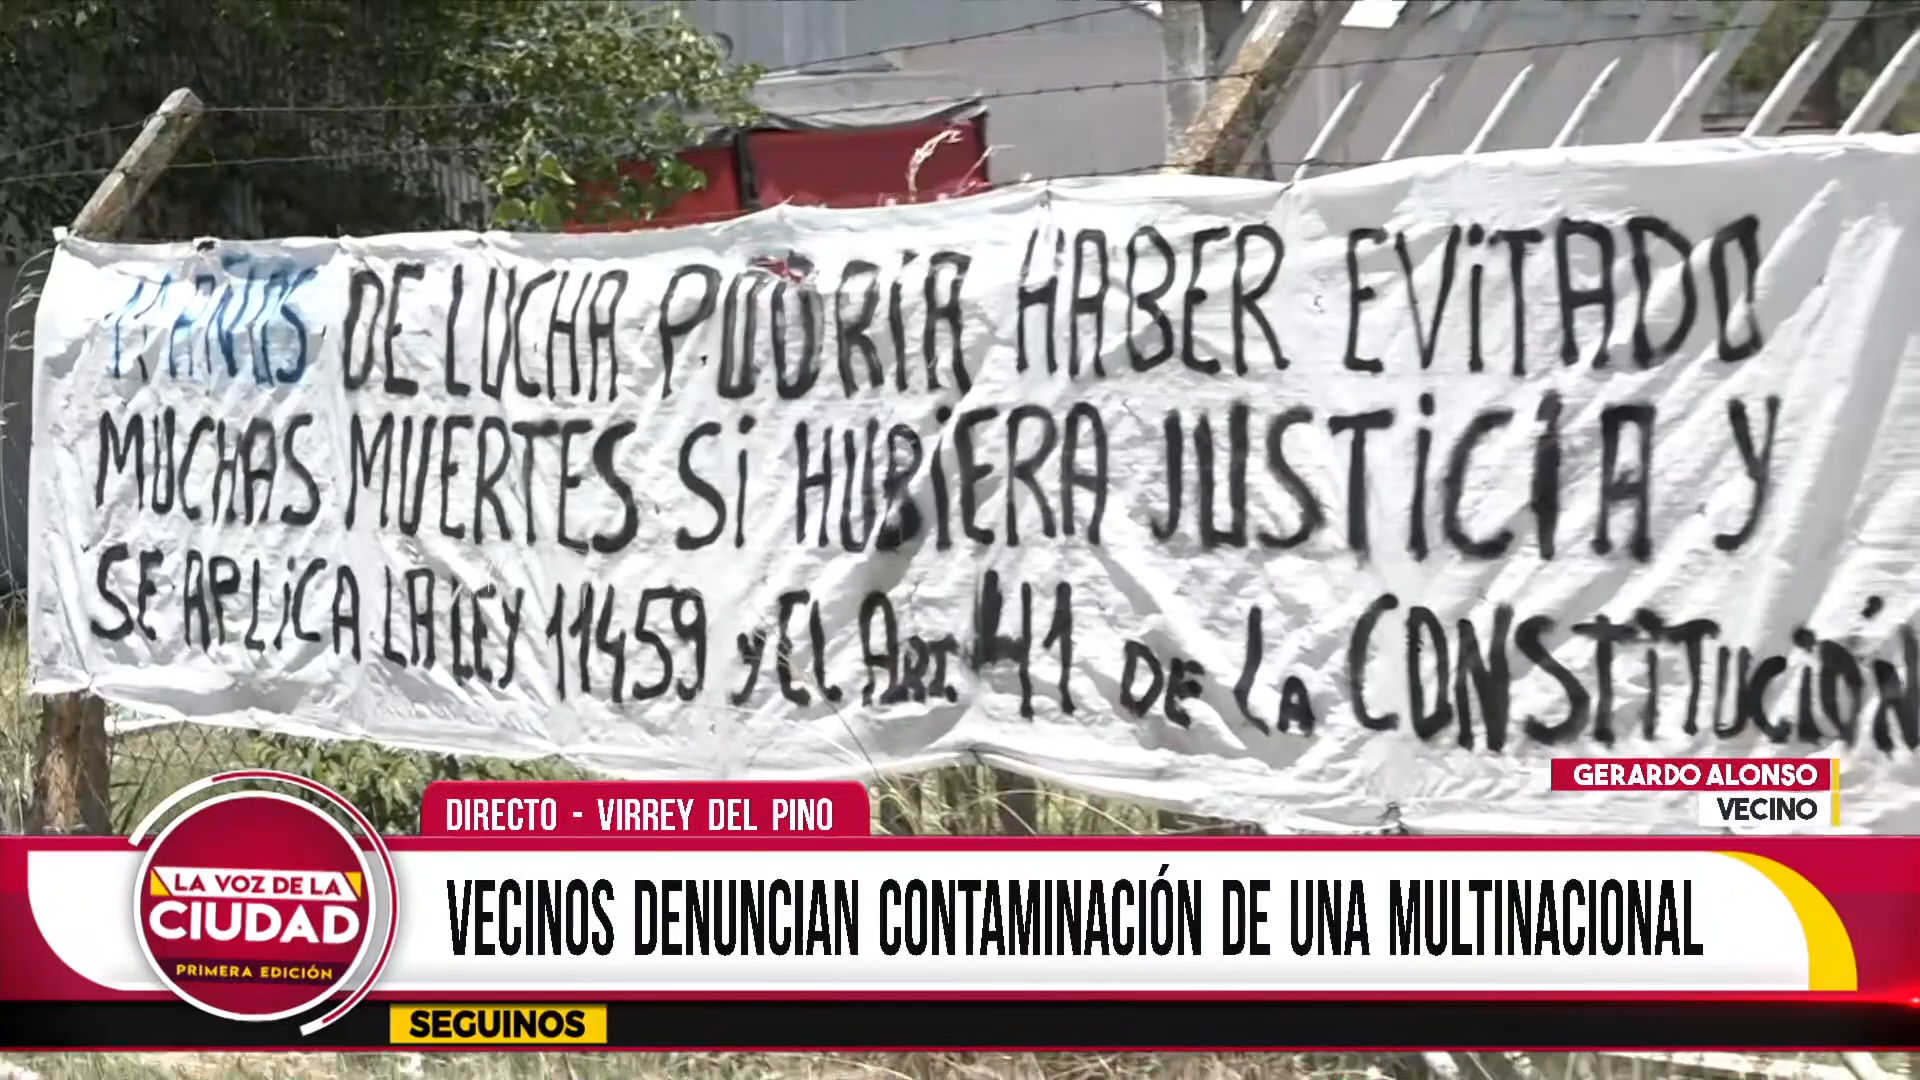 11 AÑOS DE LUCHA PODRÍA HABER EVITADO
MUCHAS MUERTES SI HUBIERA JUSTICIA Y
SE APLICA LA LEY 11459 Y EL ART. 41 DE LA CONSTITUCIÓN
GERARDO ALONSO
VECINO
DIRECTO - VIRREY DEL PINO
LA VOZ DE LA
CIUDAD
PRIMERA EDICIÓN
VECINOS DENUNCIAN CONTAMINACIÓN DE UNA MULTINACIONAL
SEGUINOS